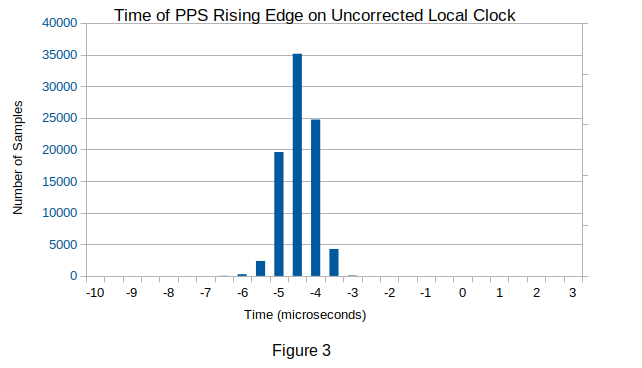 Time of PPS Rising Edge on Uncorrected Local Clock
40000
35000
30000
25000
20000
15000
10000
5000
0
Number of Samples
-10 -9 -8 -7 -6 -5 -4 -3 -2 -1 0 1 2 3
Time (microseconds)
Figure 3